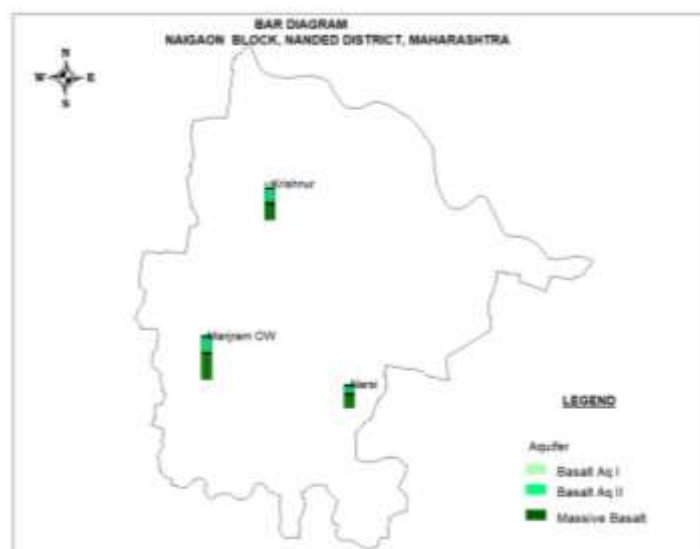 BAR DIAGRAM
NAIGAON BLOCK, NANDED DISTRICT, MAHARASHTRA
N
W E
S
Krishnur
Manjram OW
Narsi
LEGEND
Aquifer
Basalt Aq I
Basalt Aq II
Massive Basalt